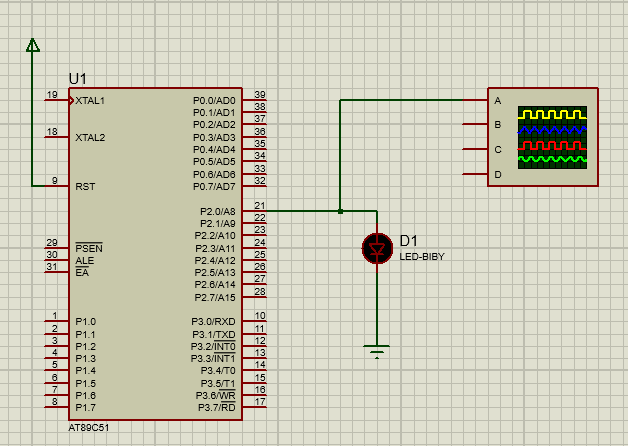 U1
19 XTAL1 P0.0/AD0 39
P0.1/AD1 38
P0.2/AD2 37
18 XTAL2 P0.3/AD3 36
P0.4/AD4 35
P0.5/AD5 34
P0.6/AD6 33
9 RST P0.7/AD7 32
P2.0/A8 21
P2.1/A9 22
P2.2/A10 23
29 PSEN P2.3/A11 24
30 ALE P2.4/A12 25
31 EA P2.5/A13 26
P2.6/A14 27
P2.7/A15 28
1 P1.0 P3.0/RXD 10
2 P1.1 P3.1/TXD 11
3 P1.2 P3.2/INT0 12
4 P1.3 P3.3/INT1 13
5 P1.4 P3.4/T0 14
6 P1.5 P3.5/T1 15
7 P1.6 P3.6/WR 16
8 P1.7 P3.7/RD 17
AT89C51
A
B
C
D
D1
LED-BIBY